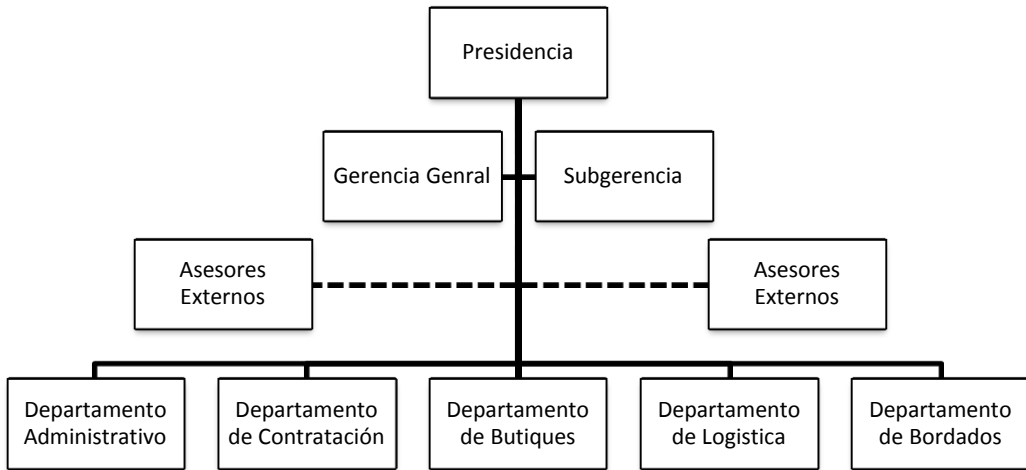 Presidencia
Gerencia Genral
Subgerencia
Asesores
Externos
Asesores
Externos
Departamento
Administrativo
Departamento
de Contratación
Departamento
de Butiques
Departamento
de Logistica
Departamento
de Bordados